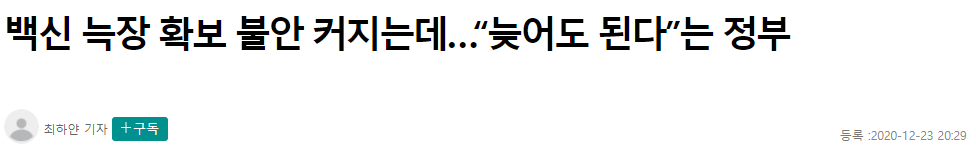 백신 늑장 확보 불안 커지는데…“늦어도 된다”는 정부
최하얀 기자 +구독
등록 :2020-12-23 20:29